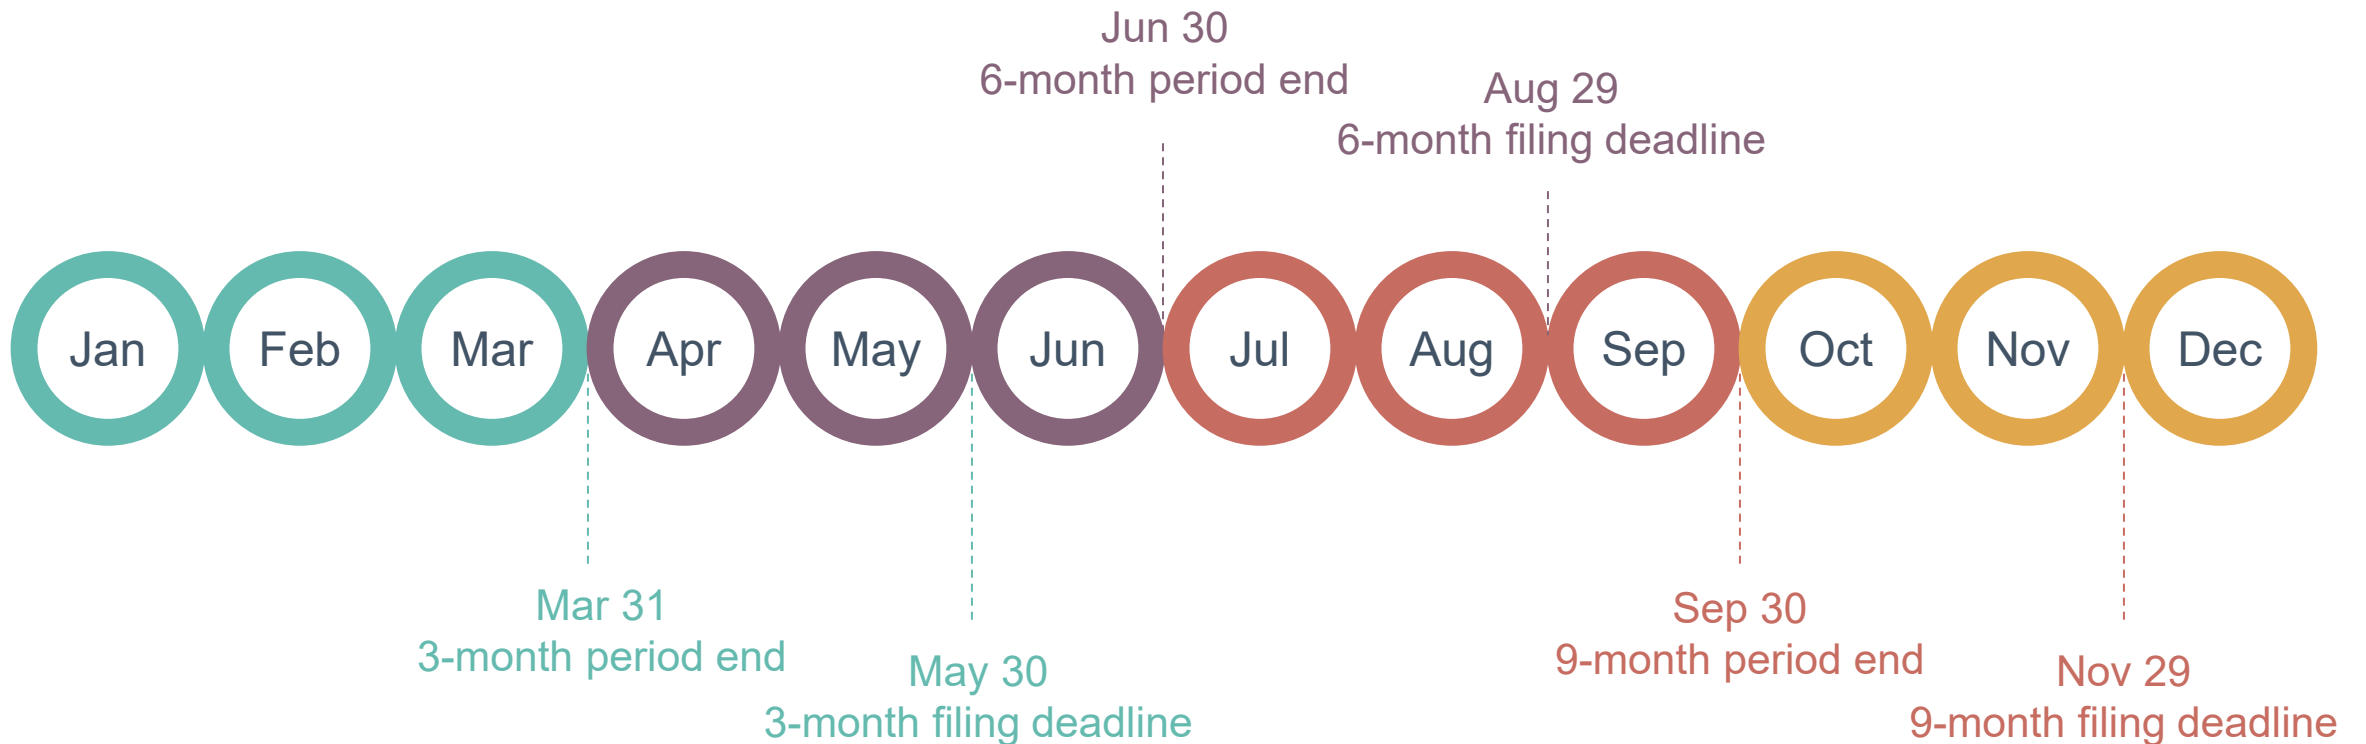 Jun 30
6-month period end
Aug 29
6-month filing deadline
Jan
Feb
Mar
Apr
May
Jun
Jul
Aug
Sep
Oct
Nov
Dec
Mar 31
3-month period end
May 30
3-month filing deadline
Sep 30
9-month period end
Nov 29
9-month filing deadline